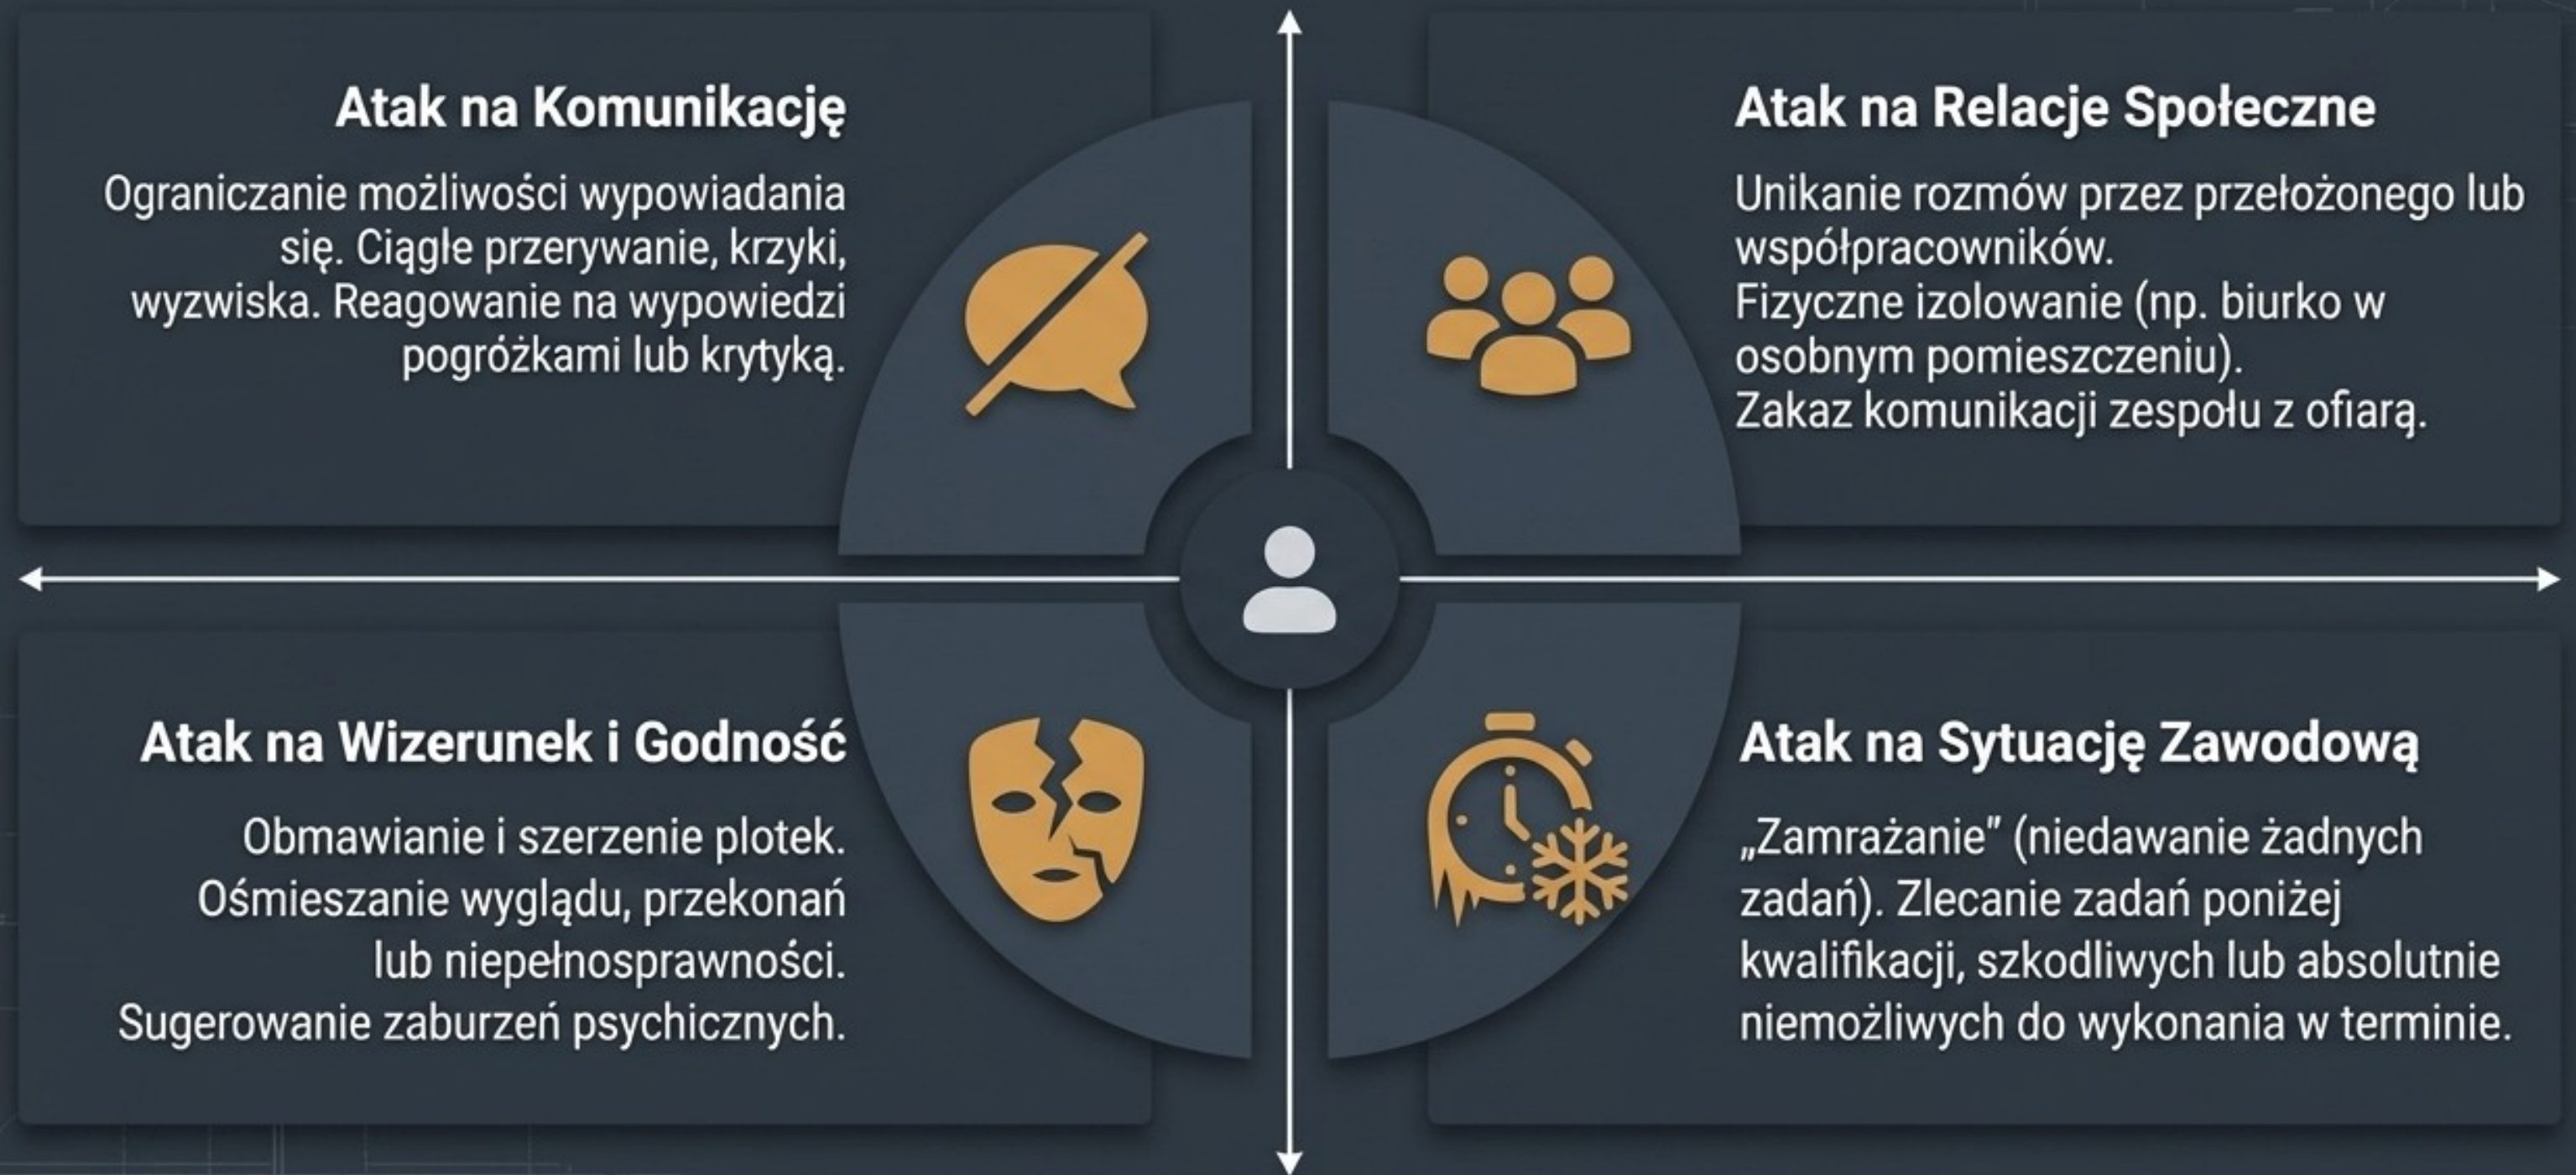 Atak na Komunikację
Ograniczanie możliwości wypowiadania
się. Ciągłe przerywanie, krzyki,
wyzwiska. Reagowanie na wypowiedzi
pogróżkami lub krytyką.
Atak na Relacje Społeczne
Unikanie rozmów przez przełożonego lub
współpracowników.
Fizyczne izolowanie (np. biurko w
osobnym pomieszczeniu).
Zakaz komunikacji zespołu z ofiarą.
Atak na Wizerunek i Godność
Obmawianie i szerzenie plotek.
Ośmieszanie wyglądu, przekonań
lub niepełnosprawności.
Sugerowanie zaburzeń psychicznych.
Atak na Sytuację Zawodową
„Zamrażanie” (niedawanie żadnych
zadań). Zlecanie zadań poniżej
kwalifikacji, szkodliwych lub absolutnie
niemożliwych do wykonania w terminie.